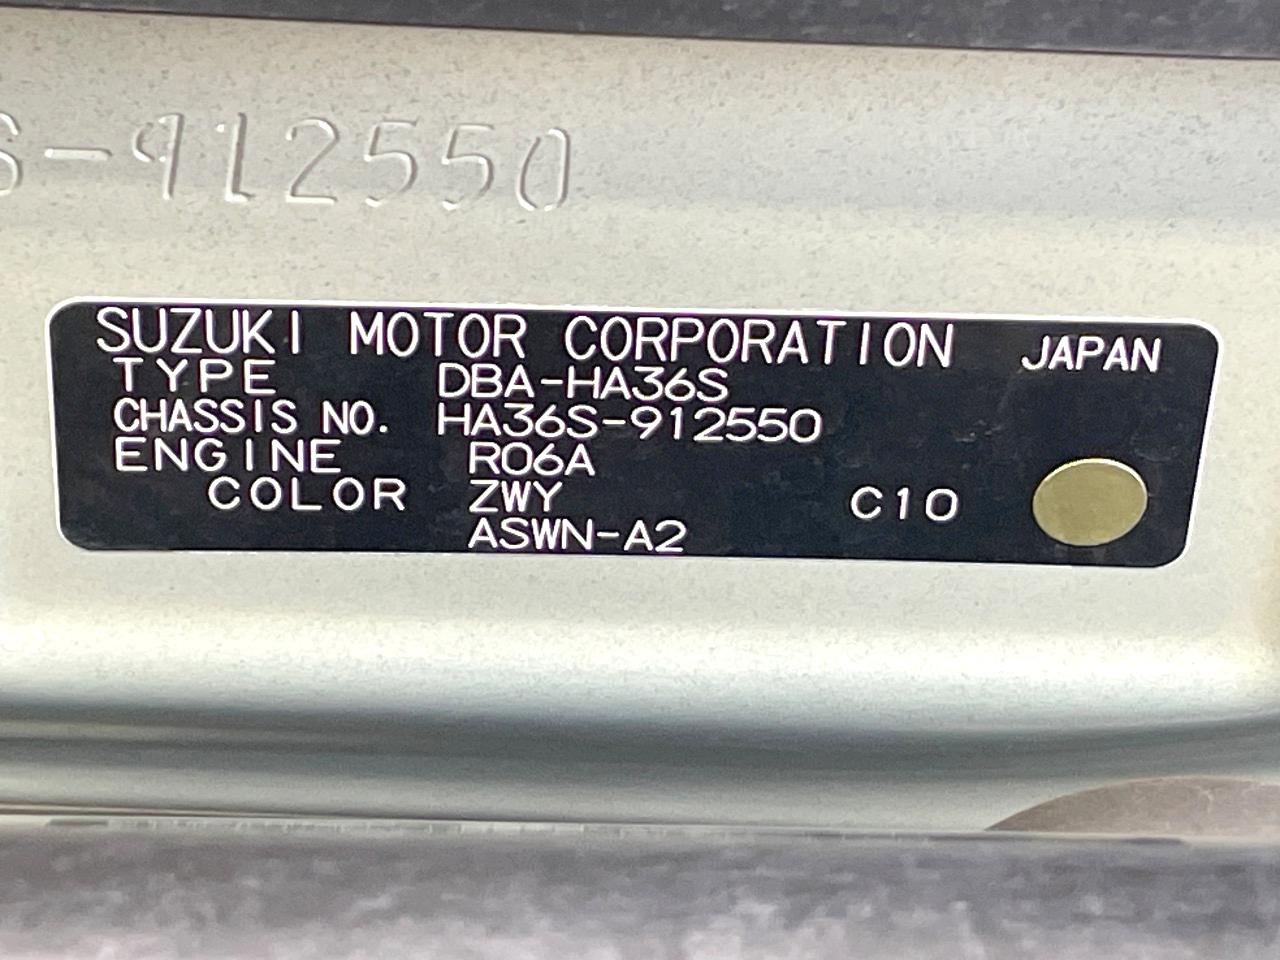 S-912550
SUZUKI MOTOR CORPORATION JAPAN
TYPE DBA-HA36S
CHASSIS NO. HA36S-912550
ENGINE R06A
COLOR ZWY C10
ASWN-A2